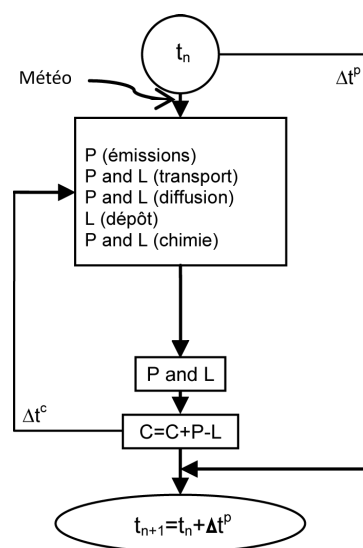 tₙ
Météo
Δtᵖ
P (émissions)
P and L (transport)
P and L (diffusion)
L (dépôt)
P and L (chimie)
P and L
Δtᶜ
C=C+P-L
tₙ₊₁=tₙ+Δtᵖ